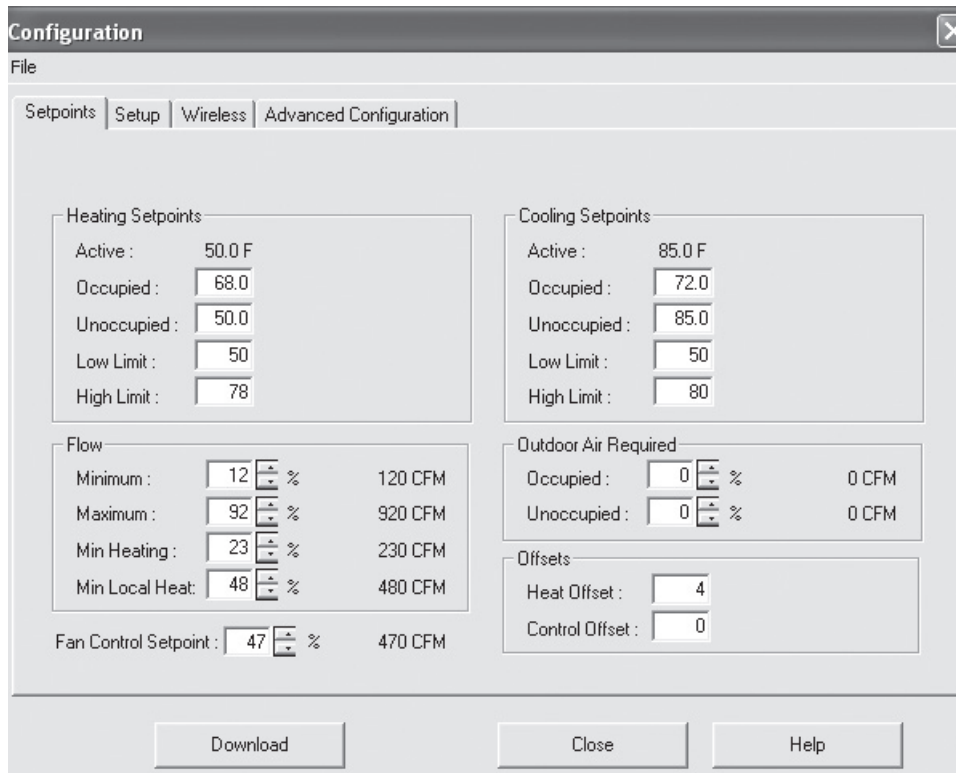 Configuration
File
Setpoints Setup Wireless Advanced Configuration
Heating Setpoints
Active : 50.0 F
Occupied : 68.0
Unoccupied : 50.0
Low Limit : 50
High Limit : 78
Cooling Setpoints
Active : 85.0 F
Occupied : 72.0
Unoccupied : 85.0
Low Limit : 50
High Limit : 80
Flow
Minimum : 12 % 120 CFM
Maximum : 92 % 920 CFM
Min Heating : 23 % 230 CFM
Min Local Heat: 48 % 480 CFM
Fan Control Setpoint : 47 % 470 CFM
Outdoor Air Required
Occupied : 0 % 0 CFM
Unoccupied : 0 % 0 CFM
Offsets
Heat Offset : 4
Control Offset : 0
Download Close Help